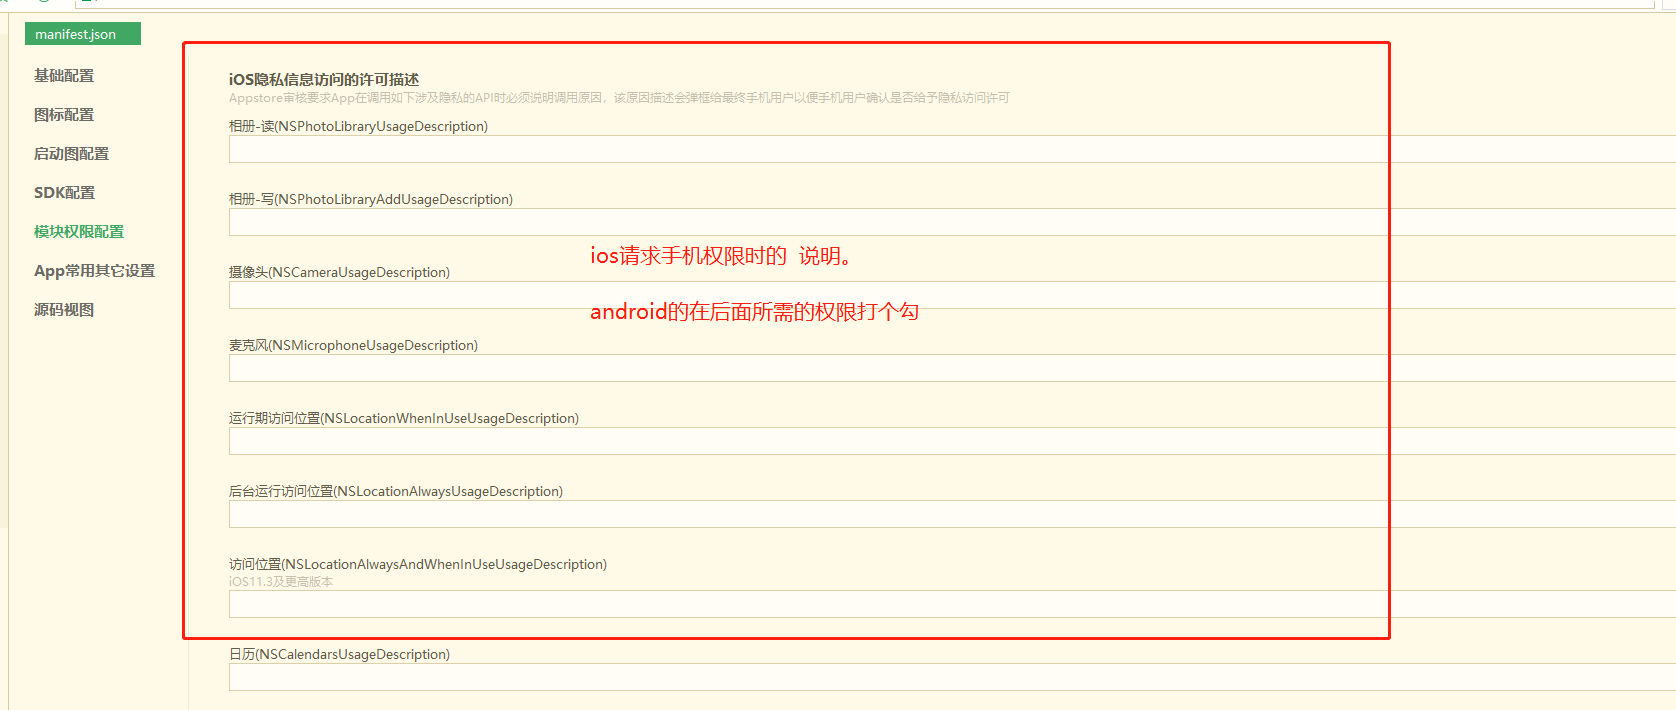 manifest.json
基础配置
图标配置
启动图配置
SDK配置
模块权限配置
App常用其它设置
源码视图
iOS隐私信息访问的许可描述
Appstore审核要求App在调用如下涉及隐私的API时必须说明调用原因，该原因描述会弹框给最终手机用户以便手机用户确认是否给予隐私访问许可
相册-读(NSPhotoLibraryUsageDescription)
相册-写(NSPhotoLibraryAddUsageDescription)
ios请求手机权限时的 说明。
摄像头(NSCameraUsageDescription)
android的在后面所需的权限打个勾
麦克风(NSMicrophoneUsageDescription)
运行期访问位置(NSLocationWhenInUseUsageDescription)
后台运行访问位置(NSLocationAlwaysUsageDescription)
访问位置(NSLocationAlwaysAndWhenInUseUsageDescription)
iOS11.3及更高版本
日历(NSCalendarsUsageDescription)